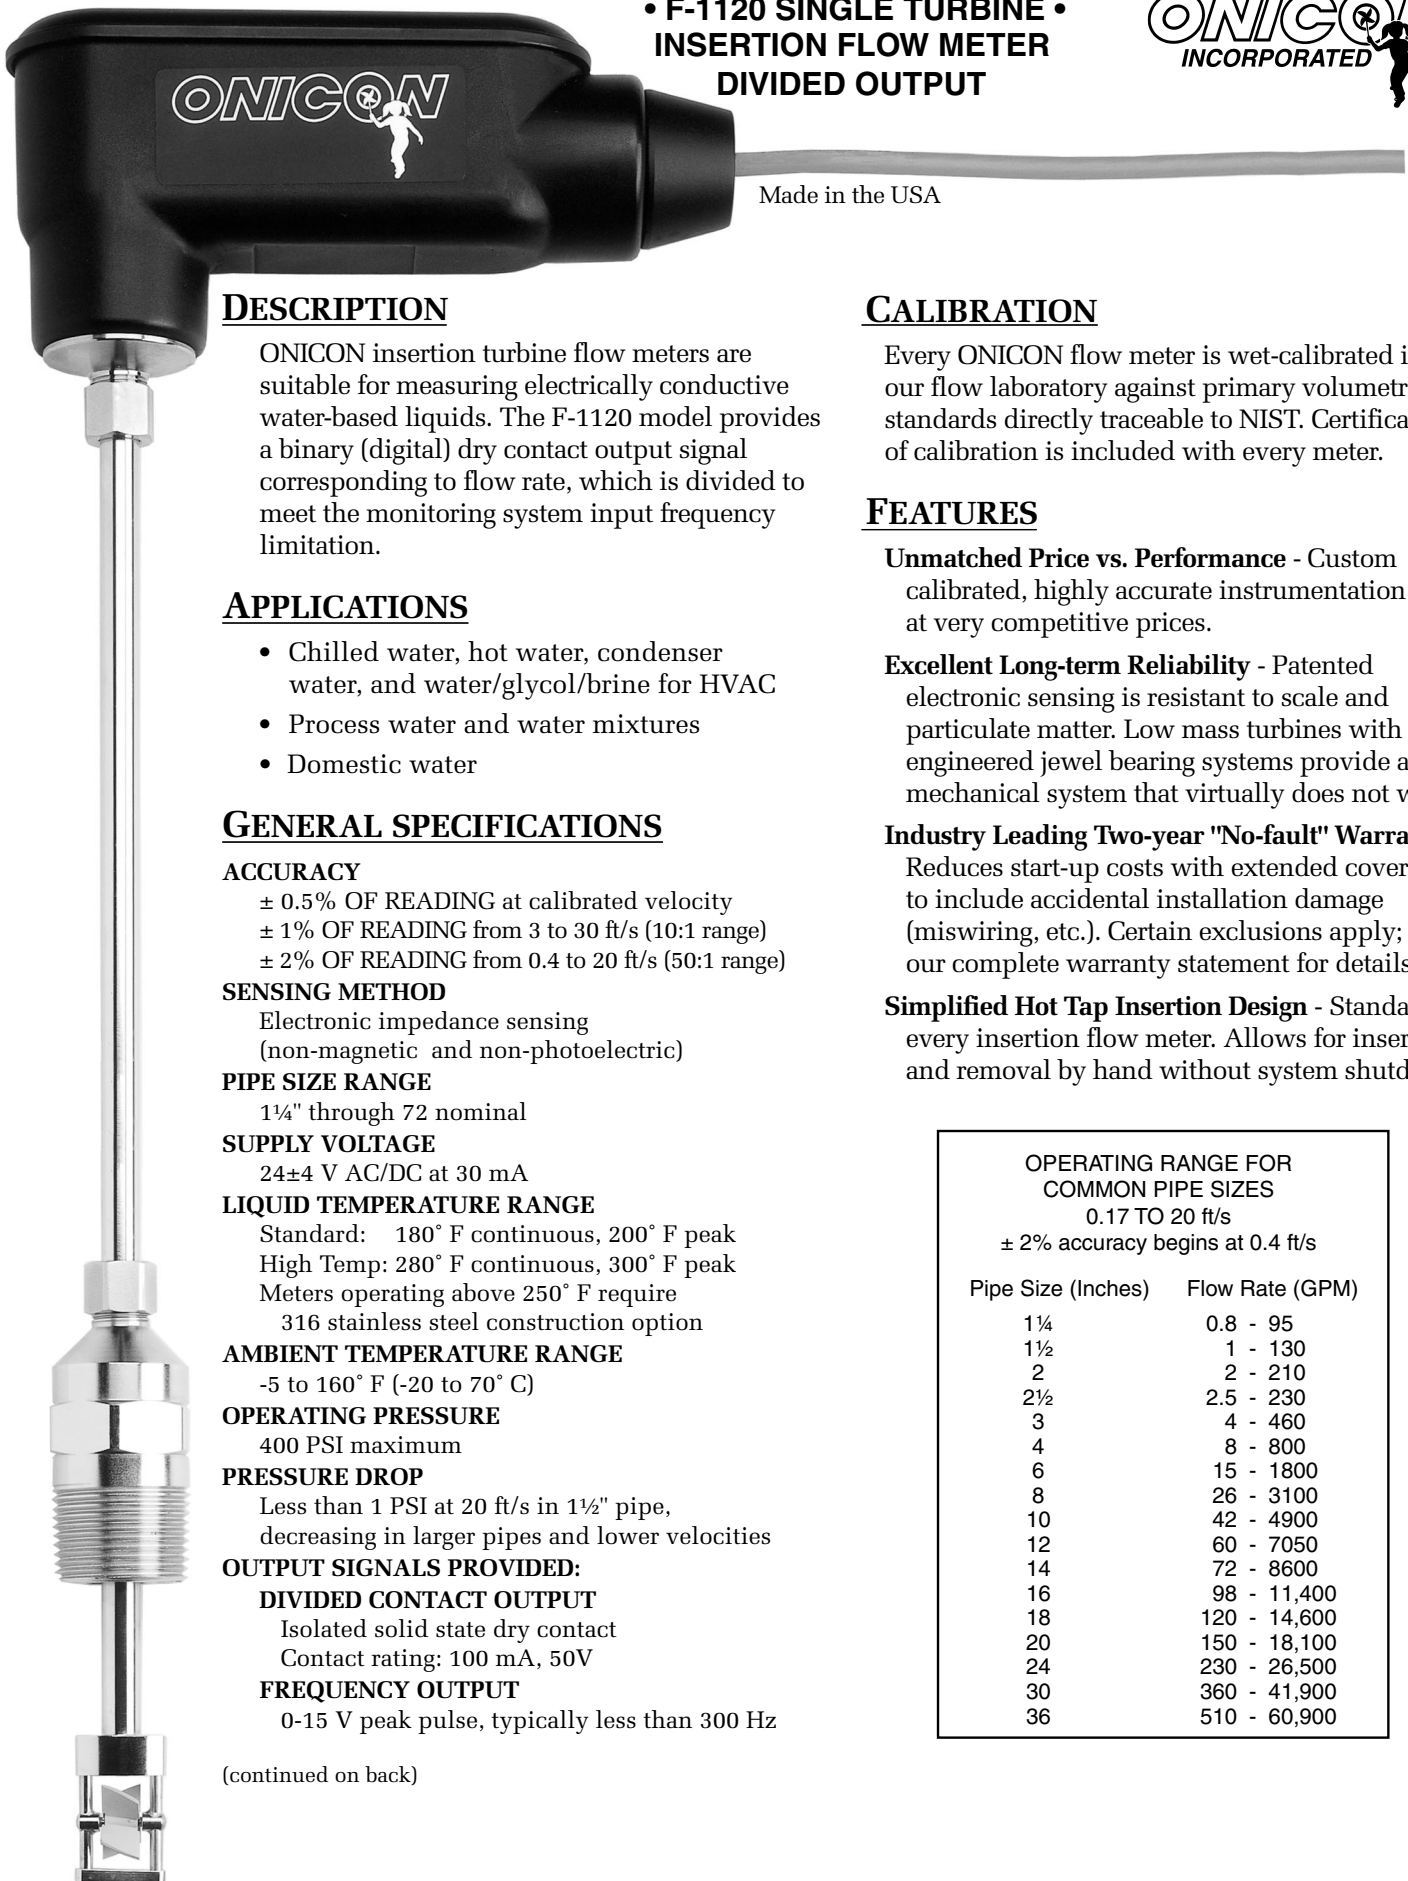 • F-1120 SINGLE TURBINE •
INSERTION FLOW METER
DIVIDED OUTPUT
ONICON
INCORPORATED
ONICON
Made in the USA
DESCRIPTION
ONICON insertion turbine flow meters are
suitable for measuring electrically conductive
water-based liquids. The F-1120 model provides
a binary (digital) dry contact output signal
corresponding to flow rate, which is divided to
meet the monitoring system input frequency
limitation.
APPLICATIONS
• Chilled water, hot water, condenser
water, and water/glycol/brine for HVAC
• Process water and water mixtures
• Domestic water
GENERAL SPECIFICATIONS
ACCURACY
± 0.5% OF READING at calibrated velocity
± 1% OF READING from 3 to 30 ft/s (10:1 range)
± 2% OF READING from 0.4 to 20 ft/s (50:1 range)
SENSING METHOD
Electronic impedance sensing
(non-magnetic and non-photoelectric)
PIPE SIZE RANGE
1¼" through 72 nominal
SUPPLY VOLTAGE
24±4 V AC/DC at 30 mA
LIQUID TEMPERATURE RANGE
Standard: 180˚ F continuous, 200˚ F peak
High Temp: 280˚ F continuous, 300˚ F peak
Meters operating above 250˚ F require
316 stainless steel construction option
AMBIENT TEMPERATURE RANGE
-5 to 160˚ F (-20 to 70˚ C)
OPERATING PRESSURE
400 PSI maximum
PRESSURE DROP
Less than 1 PSI at 20 ft/s in 1½" pipe,
decreasing in larger pipes and lower velocities
OUTPUT SIGNALS PROVIDED:
DIVIDED CONTACT OUTPUT
Isolated solid state dry contact
Contact rating: 100 mA, 50V
FREQUENCY OUTPUT
0-15 V peak pulse, typically less than 300 Hz
(continued on back)
CALIBRATION
Every ONICON flow meter is wet-calibrated
our flow laboratory against primary
standards directly traceable to NIST.
of calibration is included with every meter.
FEATURES
Unmatched Price vs. Performance - Custom
calibrated, highly accurate instrumentation
at very competitive prices.
Excellent Long-term Reliability - Patented
electronic sensing is resistant to scale and
particulate matter. Low mass turbines with
engineered jewel bearing systems provide a
mechanical system that virtually does not
Industry Leading Two-year "No-fault"
Reduces start-up costs with extended
to include accidental installation damage
(miswiring, etc.). Certain exclusions apply;
our complete warranty statement for details
Simplified Hot Tap Insertion Design -
every insertion flow meter. Allows for
and removal by hand without system
OPERATING RANGE FOR
COMMON PIPE SIZES
0.17 TO 20 ft/s
± 2% accuracy begins at 0.4 ft/s
Pipe Size (Inches) Flow Rate (GPM)
1¼ 0.8 - 95
1½ 1 - 130
2 2 - 210
2½ 2.5 - 230
3 4 - 460
4 8 - 800
6 15 - 1800
8 26 - 3100
10 42 - 4900
12 60 - 7050
14 72 - 8600
16 98 - 11,400
18 120 - 14,600
20 150 - 18,100
24 230 - 26,500
30 360 - 41,900
36 510 - 60,900